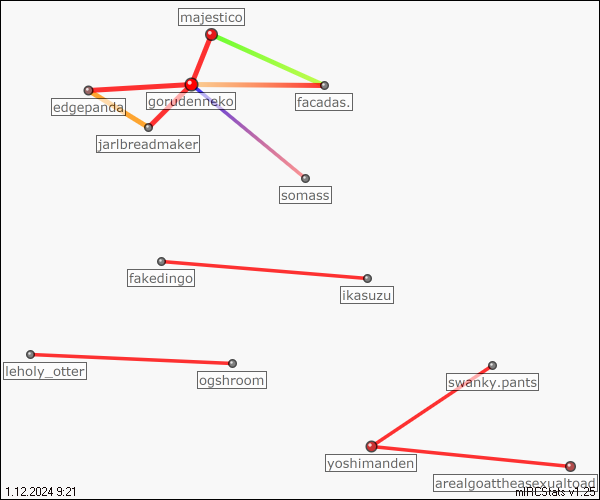 majestico
edgepanda
gorudenneko
facadas.
jarlbreadmaker
somass
fakedingo
ikasuzu
leholy_otter
ogshroom
swanky.pants
yoshimanden
arealgoattheasexualtoad
1.12.2024 9:21
mIRCStats v1.25